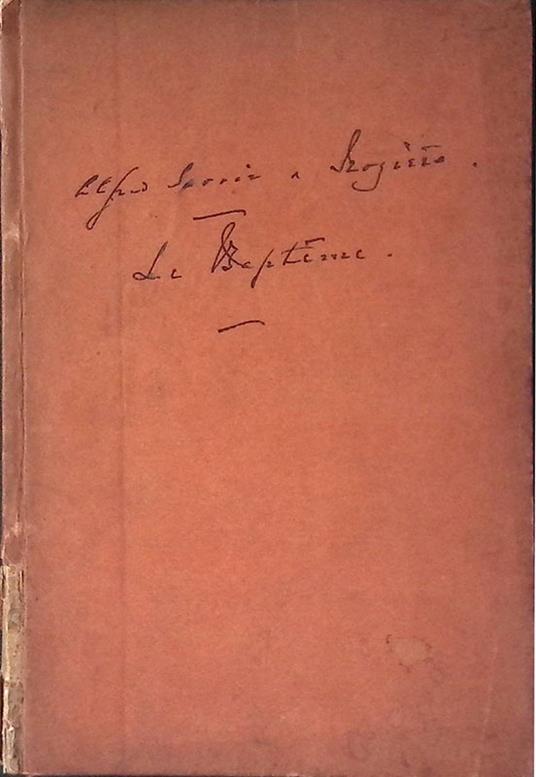 Alfred Savoir & Nozière.
Le Baptême.